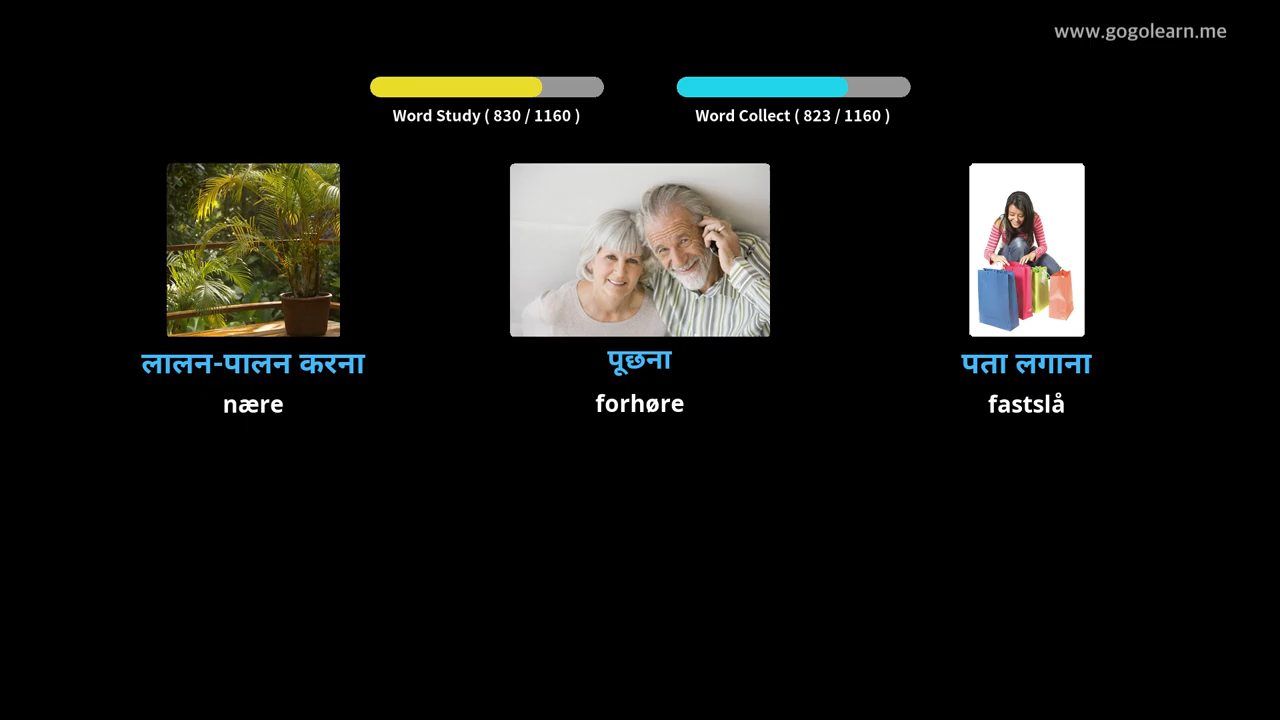 www.gogolearn.me
Word Study ( 830 / 1160 )
Word Collect ( 823 / 1160 )
लालन-पालन करना
nære
पूछना
forhøre
पता लगाना
fastslå